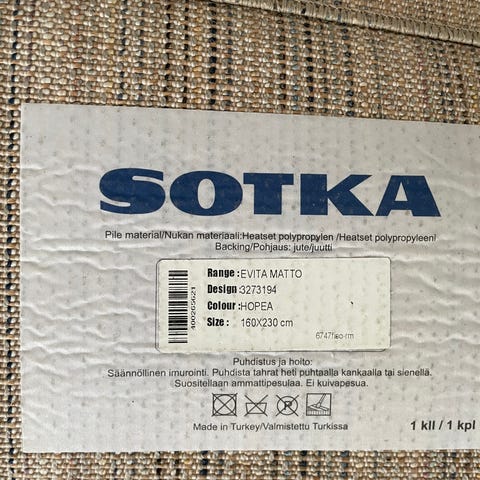 SOTKA
Pile material/Nukan materiaali:Heatset polypropylen /Heatset polypropyleeni
Backing/Pohjaus: jute/juutti
Range : EVITA MATTO
Design :3273194
Colour : HOPEA
Size : 160X230 cm
400265621
Puhdistus ja hoito:
Säännöllinen imurointi. Puhdista tahrat heti puhtaalla kankaalla tai sienellä.
Suositellaan ammattipesulaa. Ei kuivapesua.
Made in Turkey/Valmistettu Turkissa
1 kll / 1 kpl